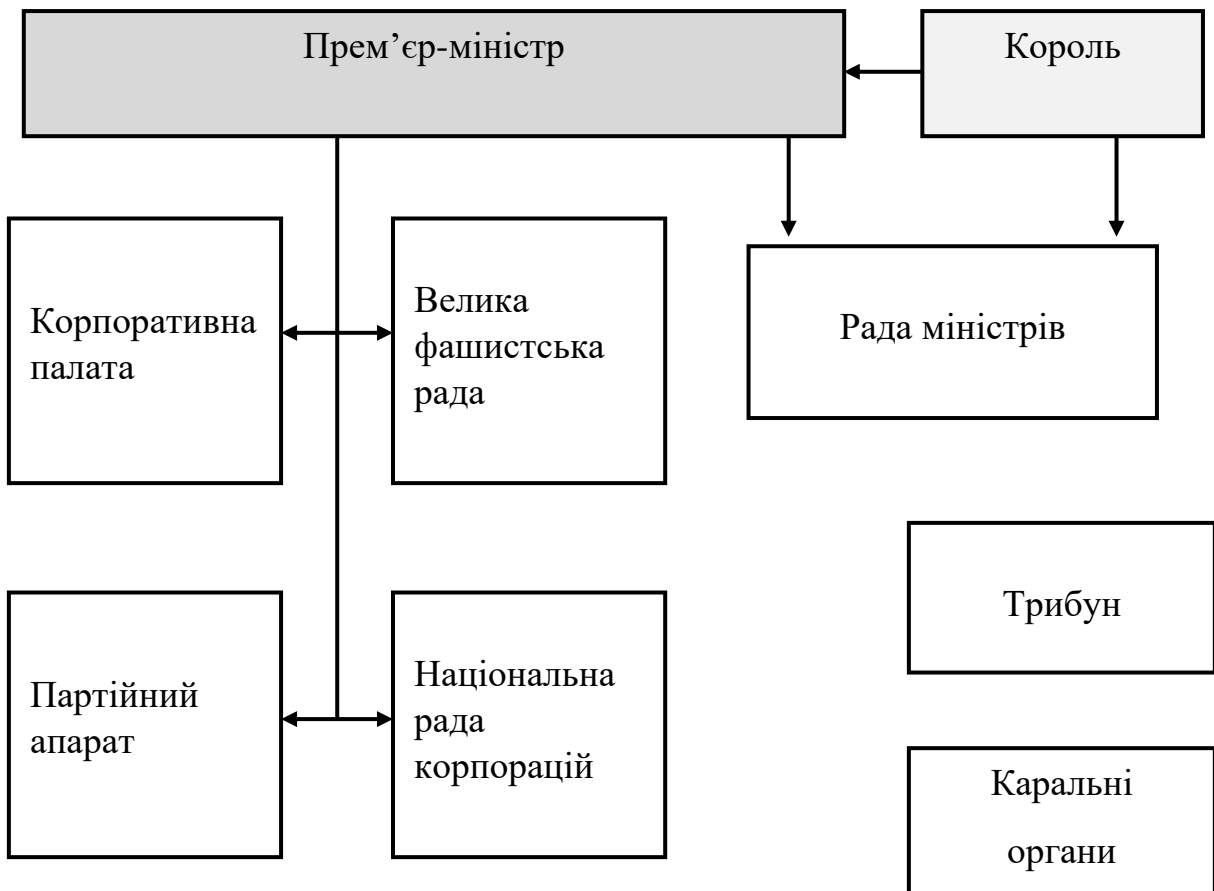 Прем’єр-міністр
Король
Корпоративна
палата
Велика
фашистська
рада
Рада міністрів
Трибун
Партійний
апарат
Національна
рада
корпорацій
Каральні
органи